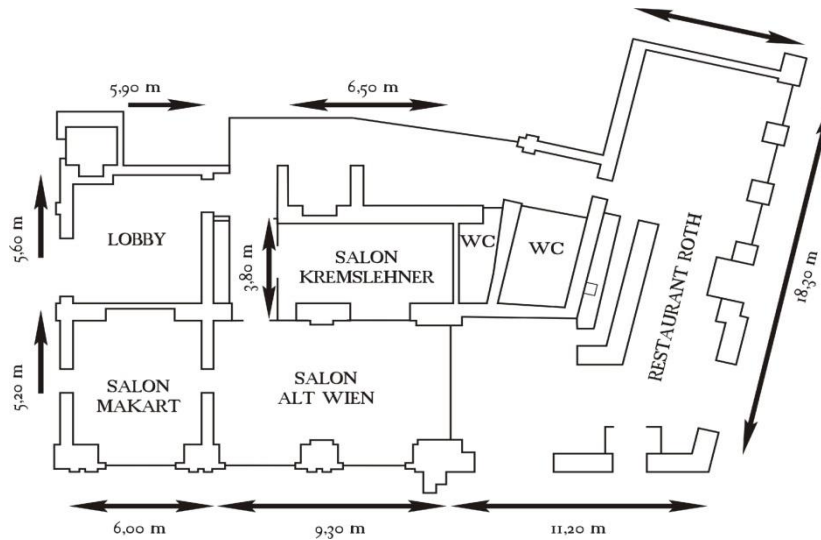 5,90 m
6,50 m
5,60 m
LOBBY
3,80 m
SALON
KREMSLEHNER
WC
WC
RESTAURANT ROTH
18,30 m
5,20 m
SALON
MAKART
SALON
ALT WIEN
6,00 m
9,30 m
11,20 m